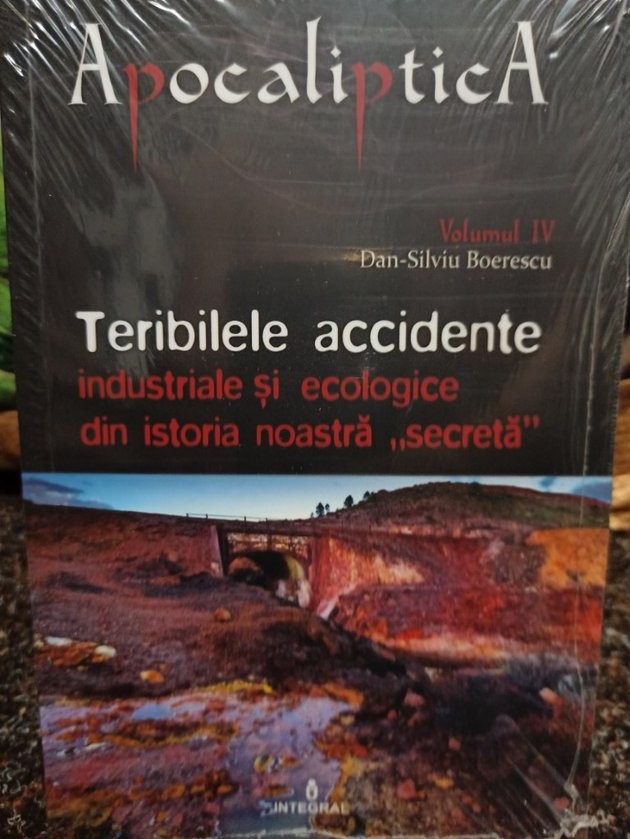 ApocalipticA
Volumul IV
Dan-Silviu Boerescu
Teribilele accidente
industriale și ecologice
din istoria noastră „secretă”
INTEGRAL